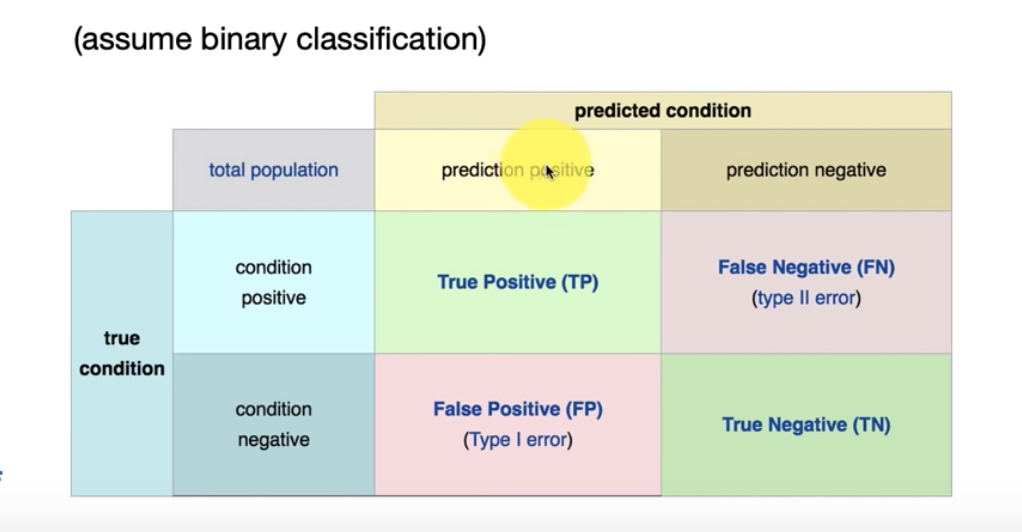 (assume binary classification)
predicted condition
total population
prediction positive
prediction negative
true
condition
condition
positive
True Positive (TP)
False Negative (FN)
(type II error)
condition
negative
False Positive (FP)
(Type I error)
True Negative (TN)